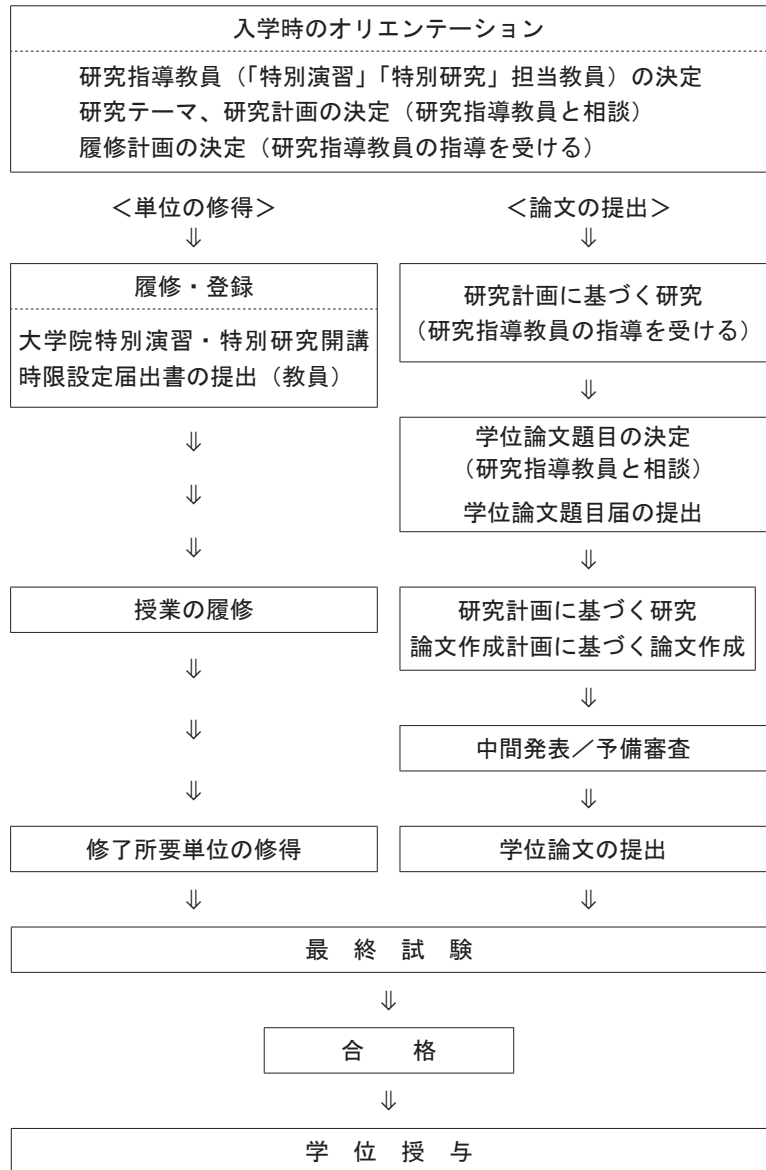 入学時のオリエンテーション
研究指導教員（「特別演習」「特別研究」担当教員）の決定
研究テーマ、研究計画の決定（研究指導教員と相談）
履修計画の決定（研究指導教員の指導を受ける）
＜単位の修得＞
⇓
履修・登録
大学院特別演習・特別研究開講
時限設定届出書の提出（教員）
⇓
⇓
⇓
授業の履修
⇓
⇓
⇓
修了所要単位の修得
⇓
＜論文の提出＞
⇓
研究計画に基づく研究
（研究指導教員の指導を受ける）
⇓
学位論文題目の決定
（研究指導教員と相談）
学位論文題目届の提出
⇓
研究計画に基づく研究
論文作成計画に基づく論文作成
⇓
中間発表／予備審査
⇓
学位論文の提出
⇓
最　終　試　験
⇓
合　　格
⇓
学　位　授　与